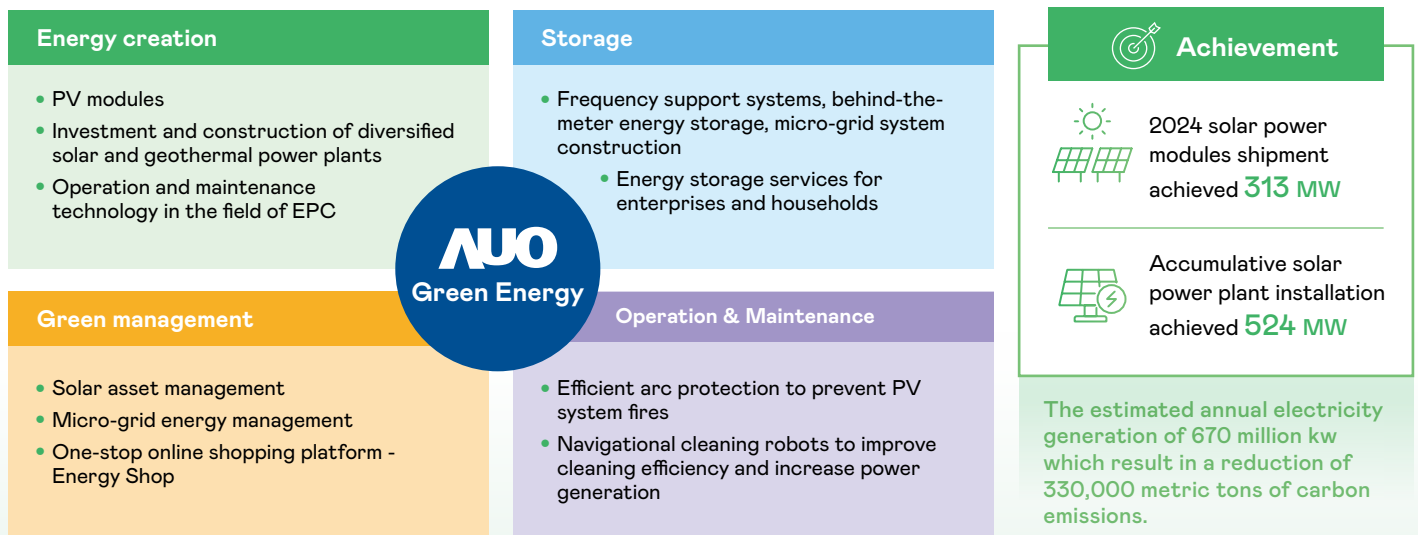 Energy creation
PV modules
Investment and construction of diversified
solar and geothermal power plants
Operation and maintenance
technology in the field of EPC
Storage
Frequency support systems, behind-the-
meter energy storage, micro-grid system
construction
Energy storage services for
enterprises and households
AUO
Green Energy
Green management
Solar asset management
Micro-grid energy management
One-stop online shopping platform -
Energy Shop
Operation & Maintenance
Efficient arc protection to prevent PV
system fires
Navigational cleaning robots to improve
cleaning efficiency and increase power
generation
Achievement
2024 solar power
modules shipment
achieved 313 MW
Accumulative solar
power plant installation
achieved 524 MW
The estimated annual electricity
generation of 670 million kw
which result in a reduction of
330,000 metric tons of carbon
emissions.